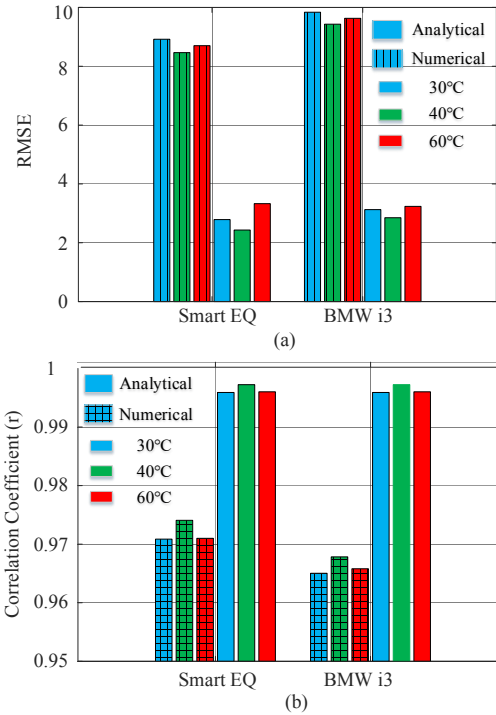 10
8
6
4
2
0
RMSE
Analytical
Numerical
30℃
40℃
60℃
Smart EQ
BMW i3
(a)
1
0.99
0.98
0.97
0.96
0.95
Correlation Coefficient (r)
Analytical
Numerical
30℃
40℃
60℃
Smart EQ
BMW i3
(b)